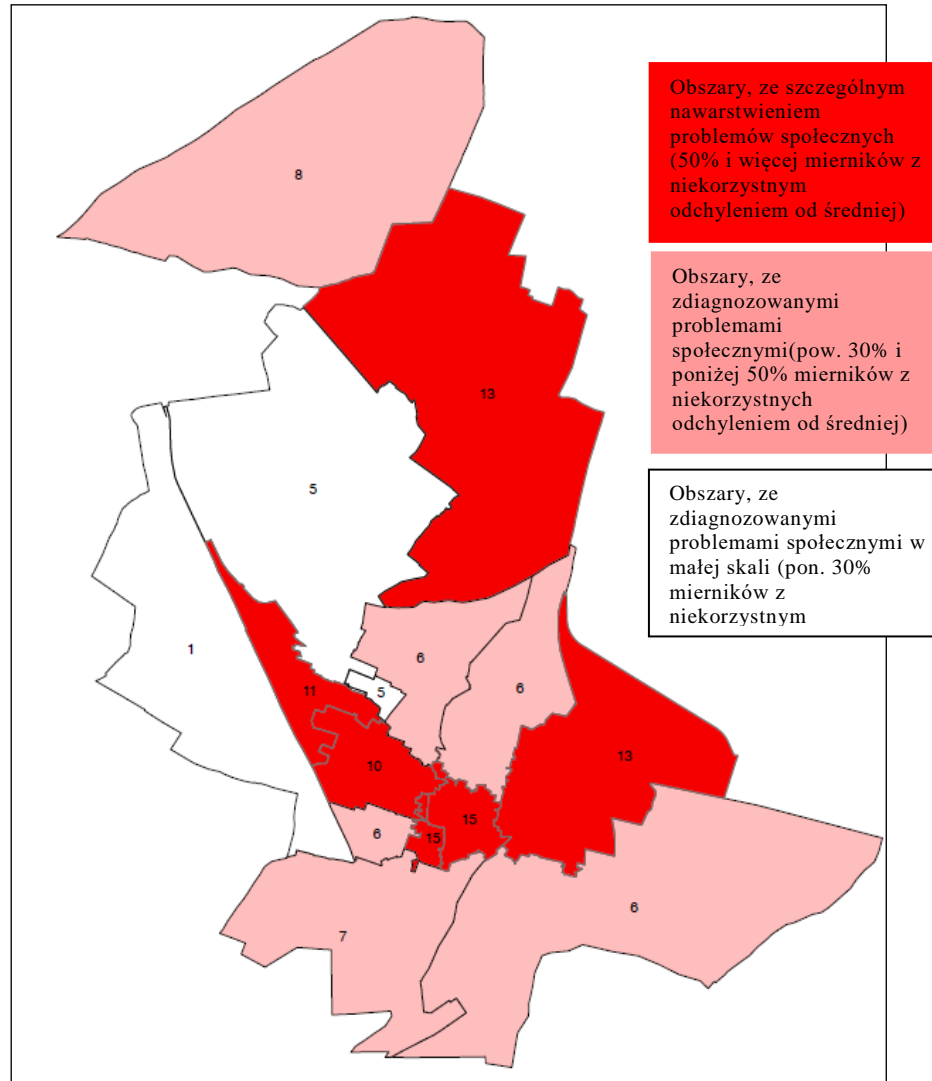 Obszary, ze szczególnym
nawarstwieniem
problemów społecznych
(50% i więcej mierników z
niekorzystnym
odchyleniem od średniej)
8
Obszary, ze
zdiagnozowanymi
problemami
społecznymi(pow. 30% i
poniżej 50% mierników z
niekorzystnych
odchyleniem od średniej)
13
5
Obszary, ze
zdiagnozowanymi
problemami społecznymi w
małej skali (pon. 30%
mierników z
niekorzystnym
1
6
6
11
5
13
10
15
6
15
6
7